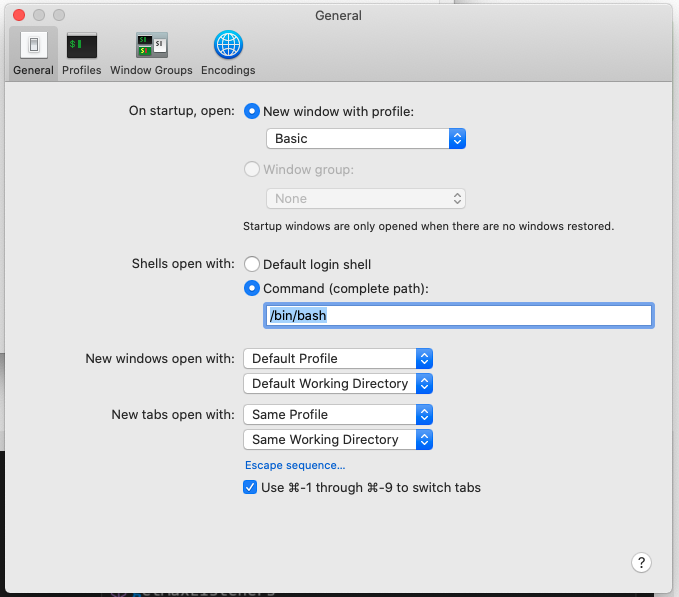 General
General Profiles Window Groups Encodings
On startup, open: New window with profile:
Basic
Window group:
None
Startup windows are only opened when there are no windows restored.
Shells open with: Default login shell
Command (complete path):
/bin/bash
New windows open with: Default Profile
Default Working Directory
New tabs open with: Same Profile
Same Working Directory
Escape sequence...
Use ⌘-1 through ⌘-9 to switch tabs
?